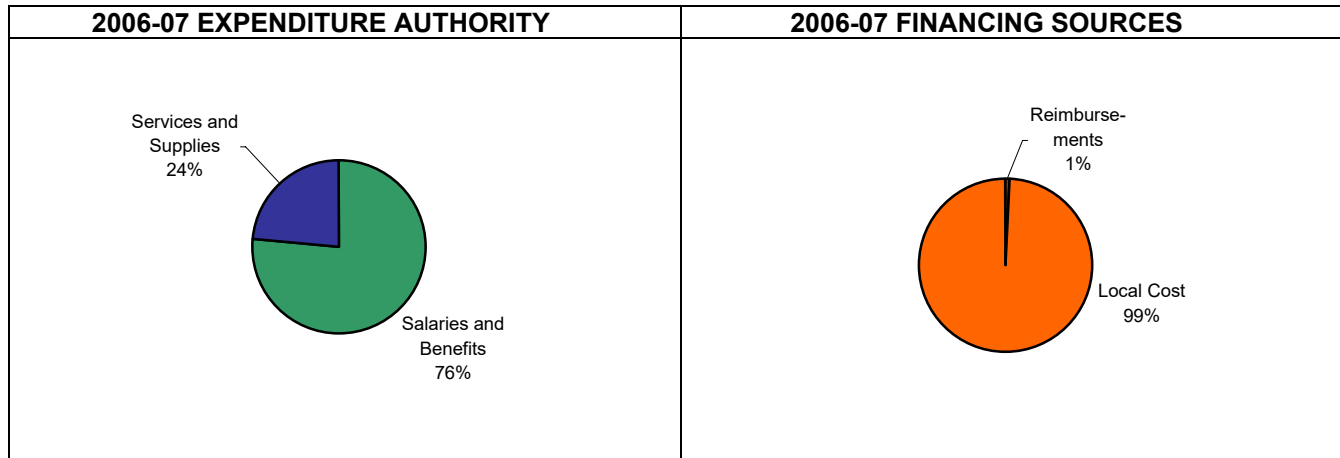 2006-07 EXPENDITURE AUTHORITY
Services and
Supplies
24%
Salaries and
Benefits
76%
2006-07 FINANCING SOURCES
Reimburse-
ments
1%
Local Cost
99%